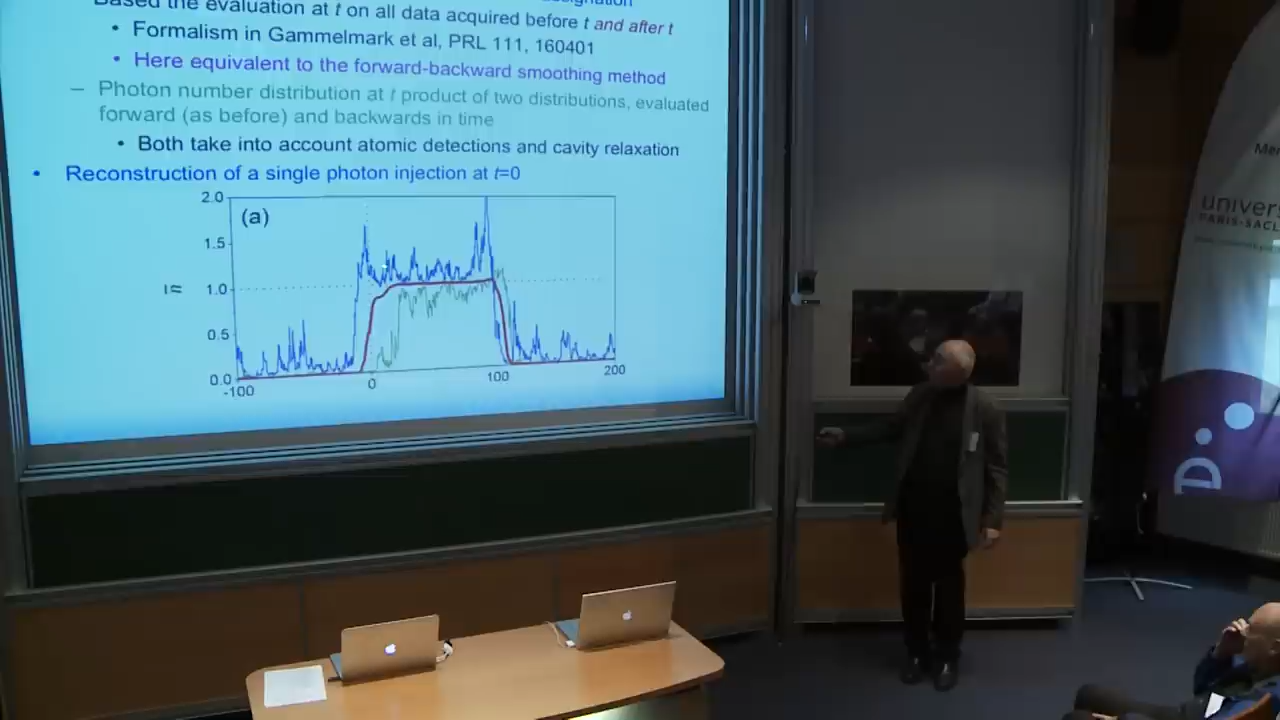 Based the evaluation at t on all data acquired before t and after t
• Formalism in Gammelmark et al, PRL 111, 160401
• Here equivalent to the forward-backward smoothing method
– Photon number distribution at t product of two distributions, evaluated
forward (as before) and backwards in time
• Both take into account atomic detections and cavity relaxation
• Reconstruction of a single photon injection at t=0
2.0
(a)
1.5
1.0
0.5
0.0
-100
0
100
200
univer
PARIS-SACL
D